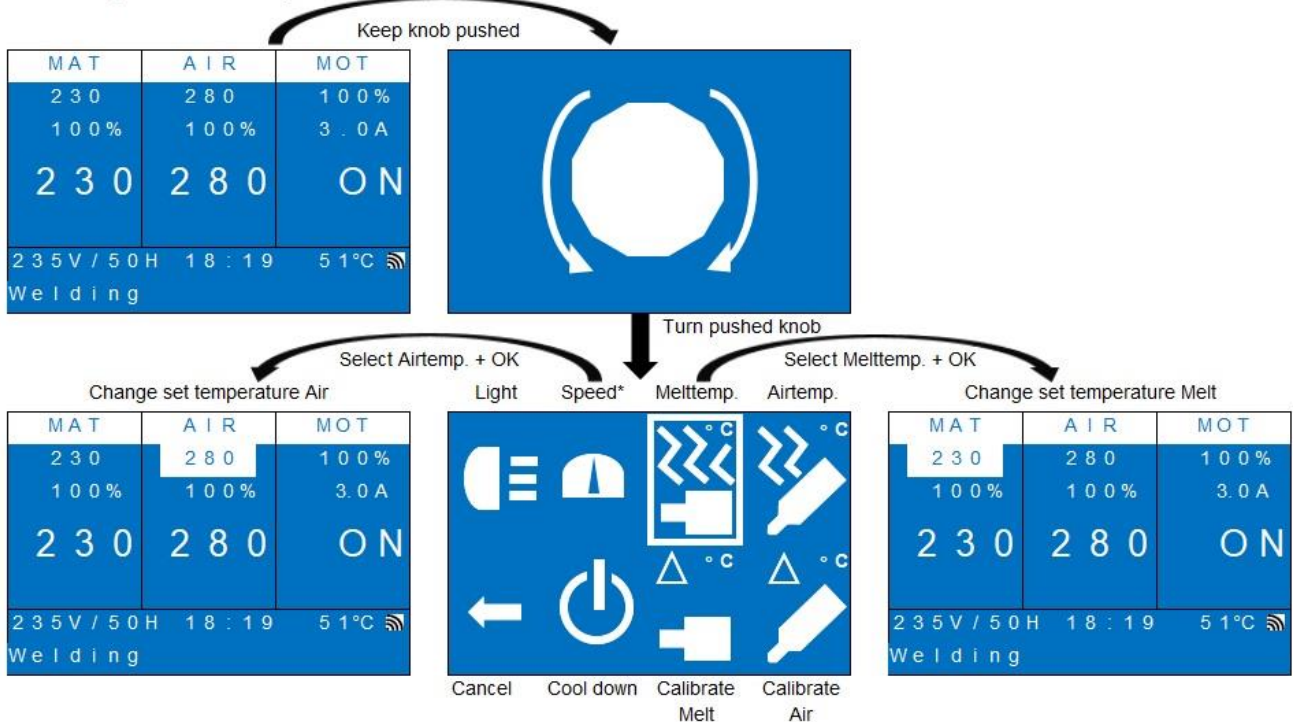 Keep knob pushed
MAT AIR MOT
230 280 100%
100% 100% 3.0A
230 280 ON
235V/50H 18:19 51°C
Welding
Turn pushed knob
Select Airtemp. + OK
Select Melttemp. + OK
Change set temperature Air
Light Speed* Melttemp. Airtemp.
Change set temperature Melt
MAT AIR MOT
230 280 100%
100% 100% 3.0A
230 280 ON
235V/50H 18:19 51°C
Welding
°C °C
°C °C
Cancel Cool down Calibrate Melt Calibrate Air
MAT AIR MOT
230 280 100%
100% 100% 3.0A
230 280 ON
235V/50H 18:19 51°C
Welding